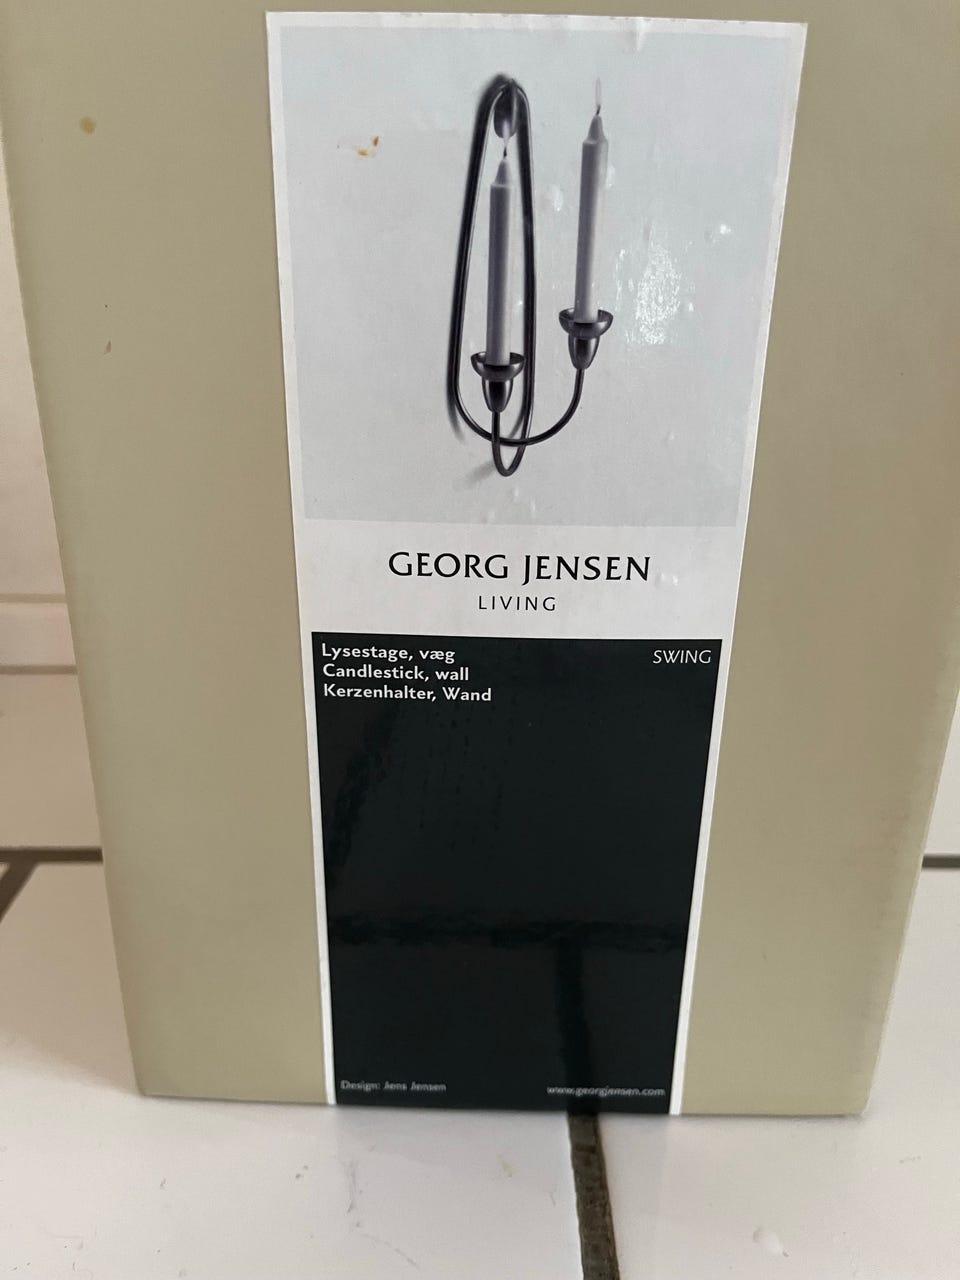 GEORG JENSEN
LIVING
Lysestage, væg
Candlestick, wall
Kerzenhalter, Wand
SWING
Design: Jens Jensen
www.georgjensen.com